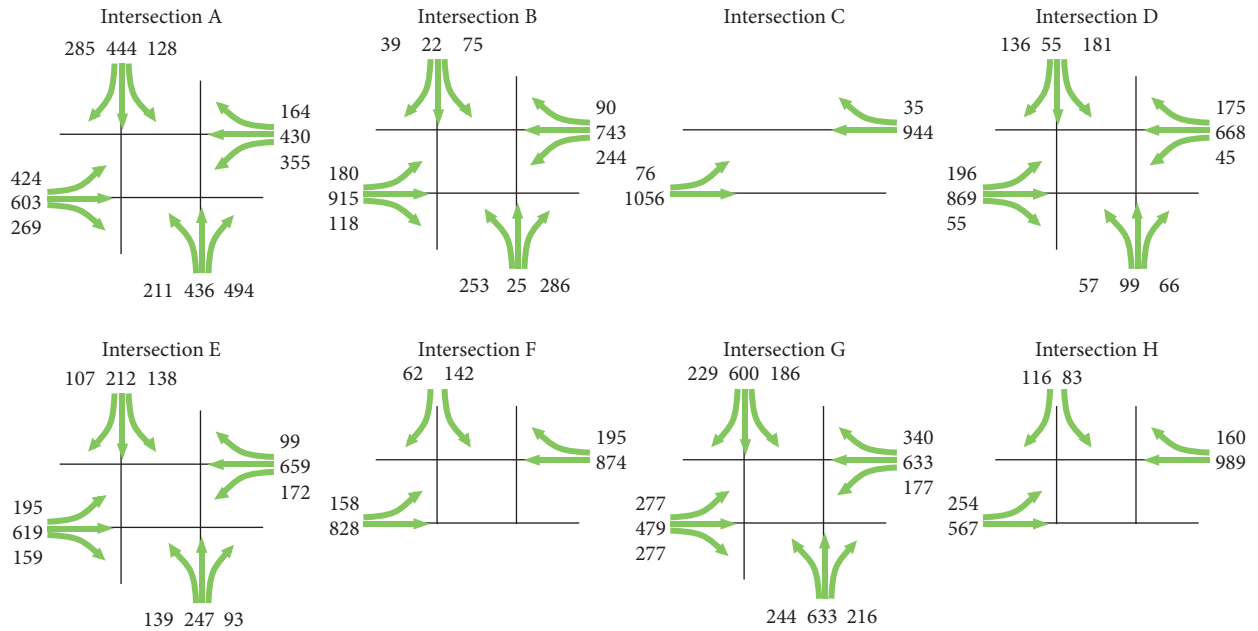 Intersection A
285 444 128
164
430
355
424
603
269
211 436 494
Intersection B
39 22 75
90
743
244
180
915
118
253 25 286
Intersection C
35
944
76
1056
Intersection D
136 55 181
175
668
45
196
869
55
57 99 66
Intersection E
107 212 138
99
659
172
195
619
159
139 247 93
Intersection F
62 142
195
874
158
828
Intersection G
229 600 186
340
633
177
277
479
277
244 633 216
Intersection H
116 83
160
989
254
567